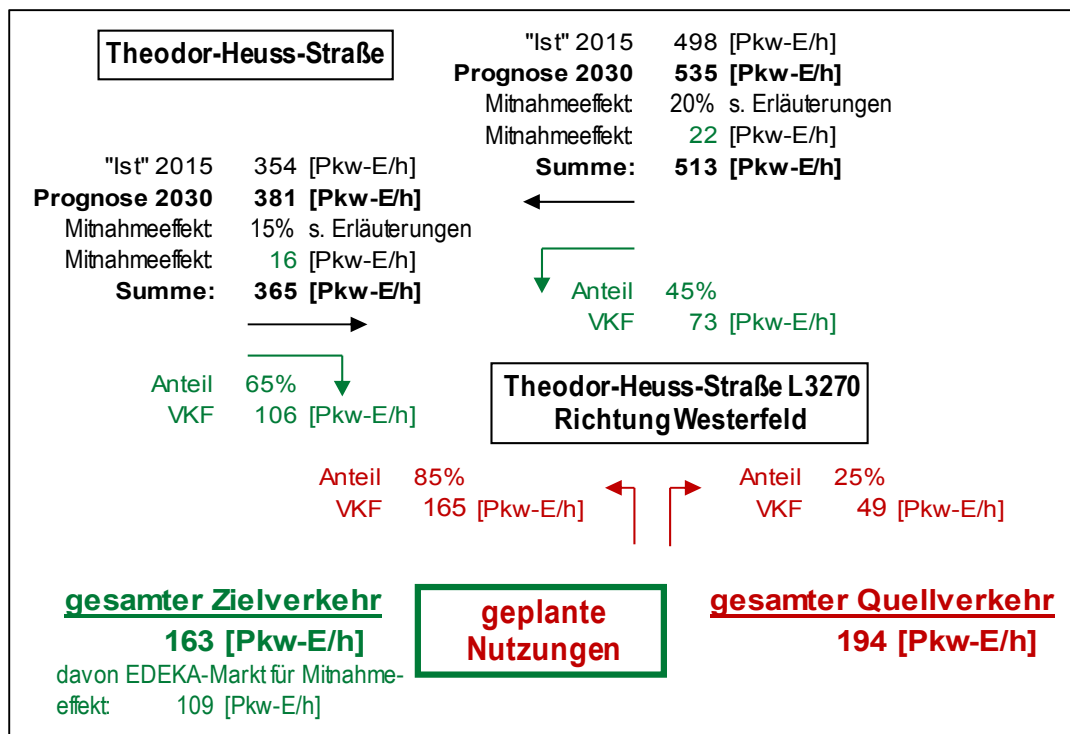 Theodor-Heuss-Straße
"Ist" 2015 498 [Pkw-E/h]
Prognose 2030 535 [Pkw-E/h]
Mitnahmeeffekt: 20% s. Erläuterungen
Mitnahmeeffekt: 22 [Pkw-E/h]
Summe: 513 [Pkw-E/h]
"Ist" 2015 354 [Pkw-E/h]
Prognose 2030 381 [Pkw-E/h]
Mitnahmeeffekt: 15% s. Erläuterungen
Mitnahmeeffekt: 16 [Pkw-E/h]
Summe: 365 [Pkw-E/h]
Anteil 45%
VKF 73 [Pkw-E/h]
Anteil 65%
VKF 106 [Pkw-E/h]
Theodor-Heuss-Straße L3270
Richtung Westerfeld
Anteil 85%
VKF 165 [Pkw-E/h]
Anteil 25%
VKF 49 [Pkw-E/h]
gesamter Zielverkehr
163 [Pkw-E/h]
davon EDEKA-Markt für Mitnahme-
effekt: 109 [Pkw-E/h]
geplante
Nutzungen
gesamter Quellverkehr
194 [Pkw-E/h]